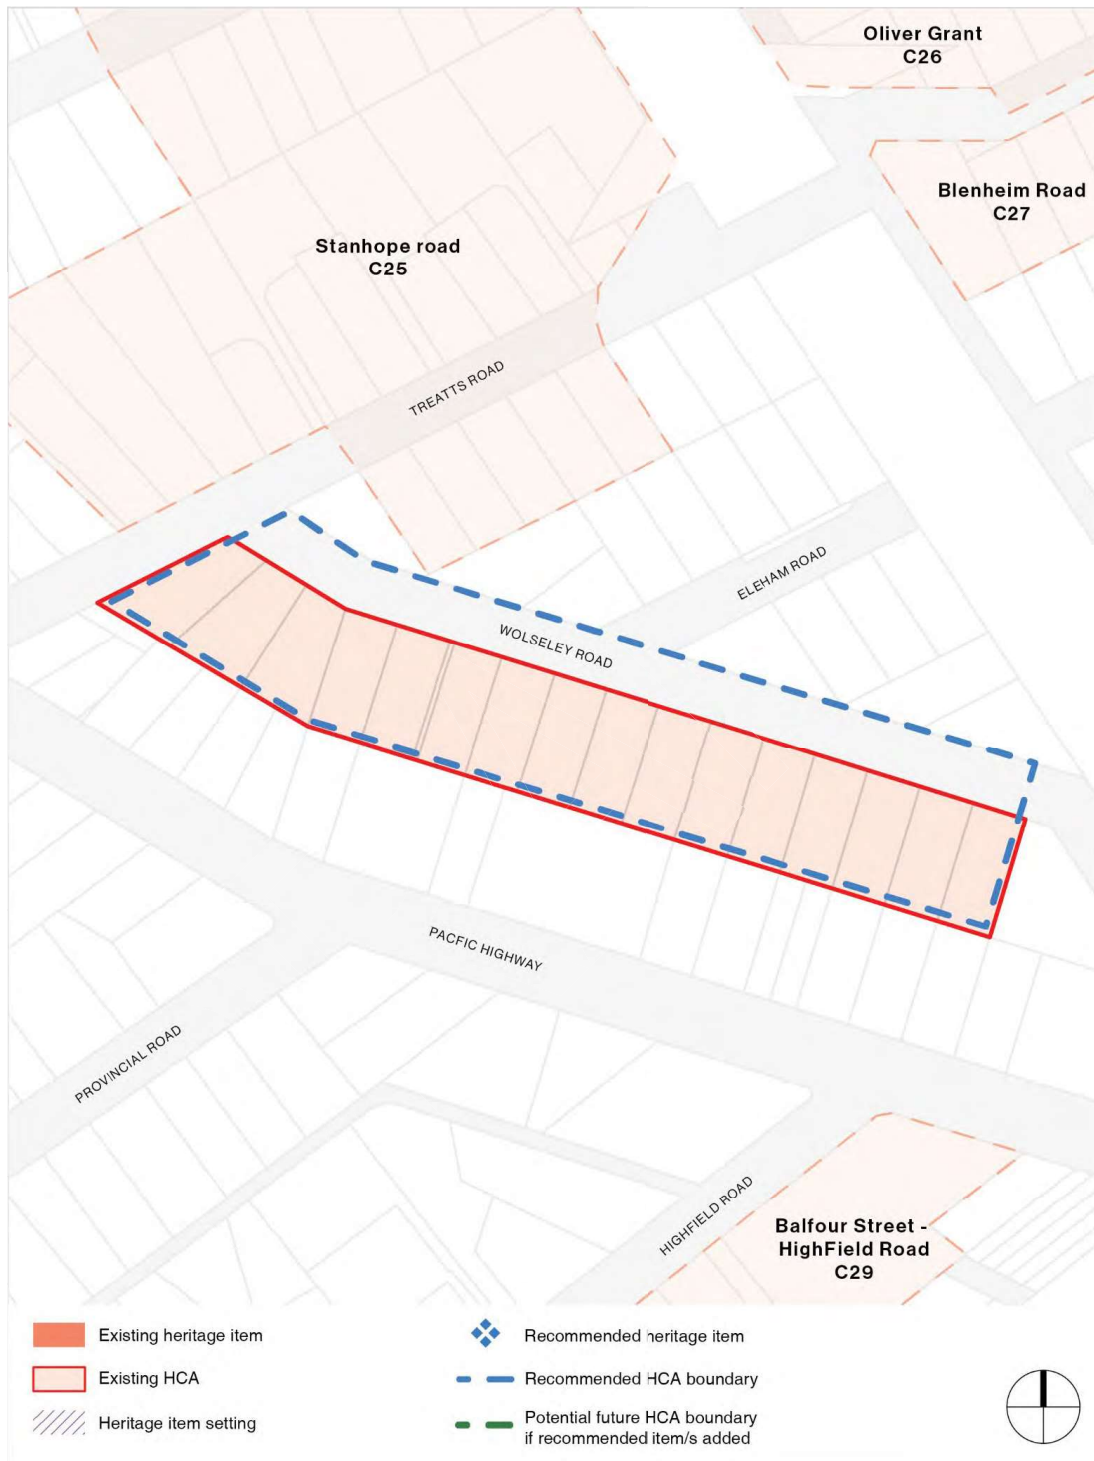 Oliver Grant
C26
Blenheim Road
C27
Stanhope road
C25
TREATTS ROAD
ELEHAM ROAD
WOLSELEY ROAD
PACFIC HIGHWAY
PROVINCIAL ROAD
HIGHFIELD ROAD
Balfour Street -
HighField Road
C29
Existing heritage item
Existing HCA
Heritage item setting
Recommended heritage item
Recommended HCA boundary
Potential future HCA boundary
if recommended item/s added